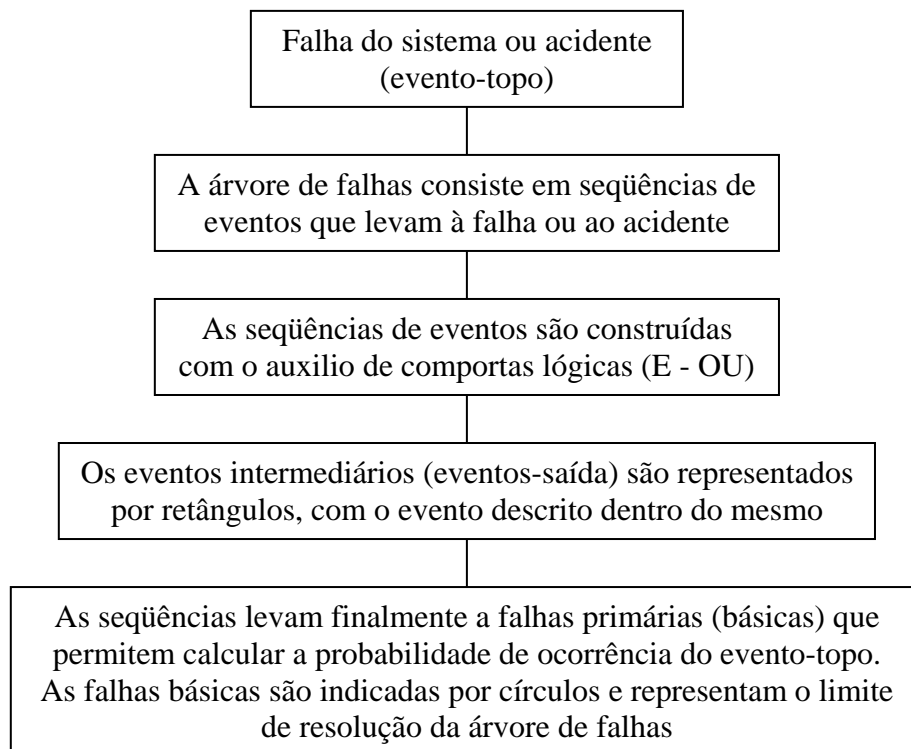 Falha do sistema ou acidente
(evento-topo)
A árvore de falhas consiste em seqüências de
eventos que levam à falha ou ao acidente
As seqüências de eventos são construídas
com o auxilio de comportas lógicas (E - OU)
Os eventos intermediários (eventos-saída) são representados
por retângulos, com o evento descrito dentro do mesmo
As seqüências levam finalmente a falhas primárias (básicas) que
permitem calcular a probabilidade de ocorrência do evento-topo.
As falhas básicas são indicadas por círculos e representam o limite
de resolução da árvore de falhas